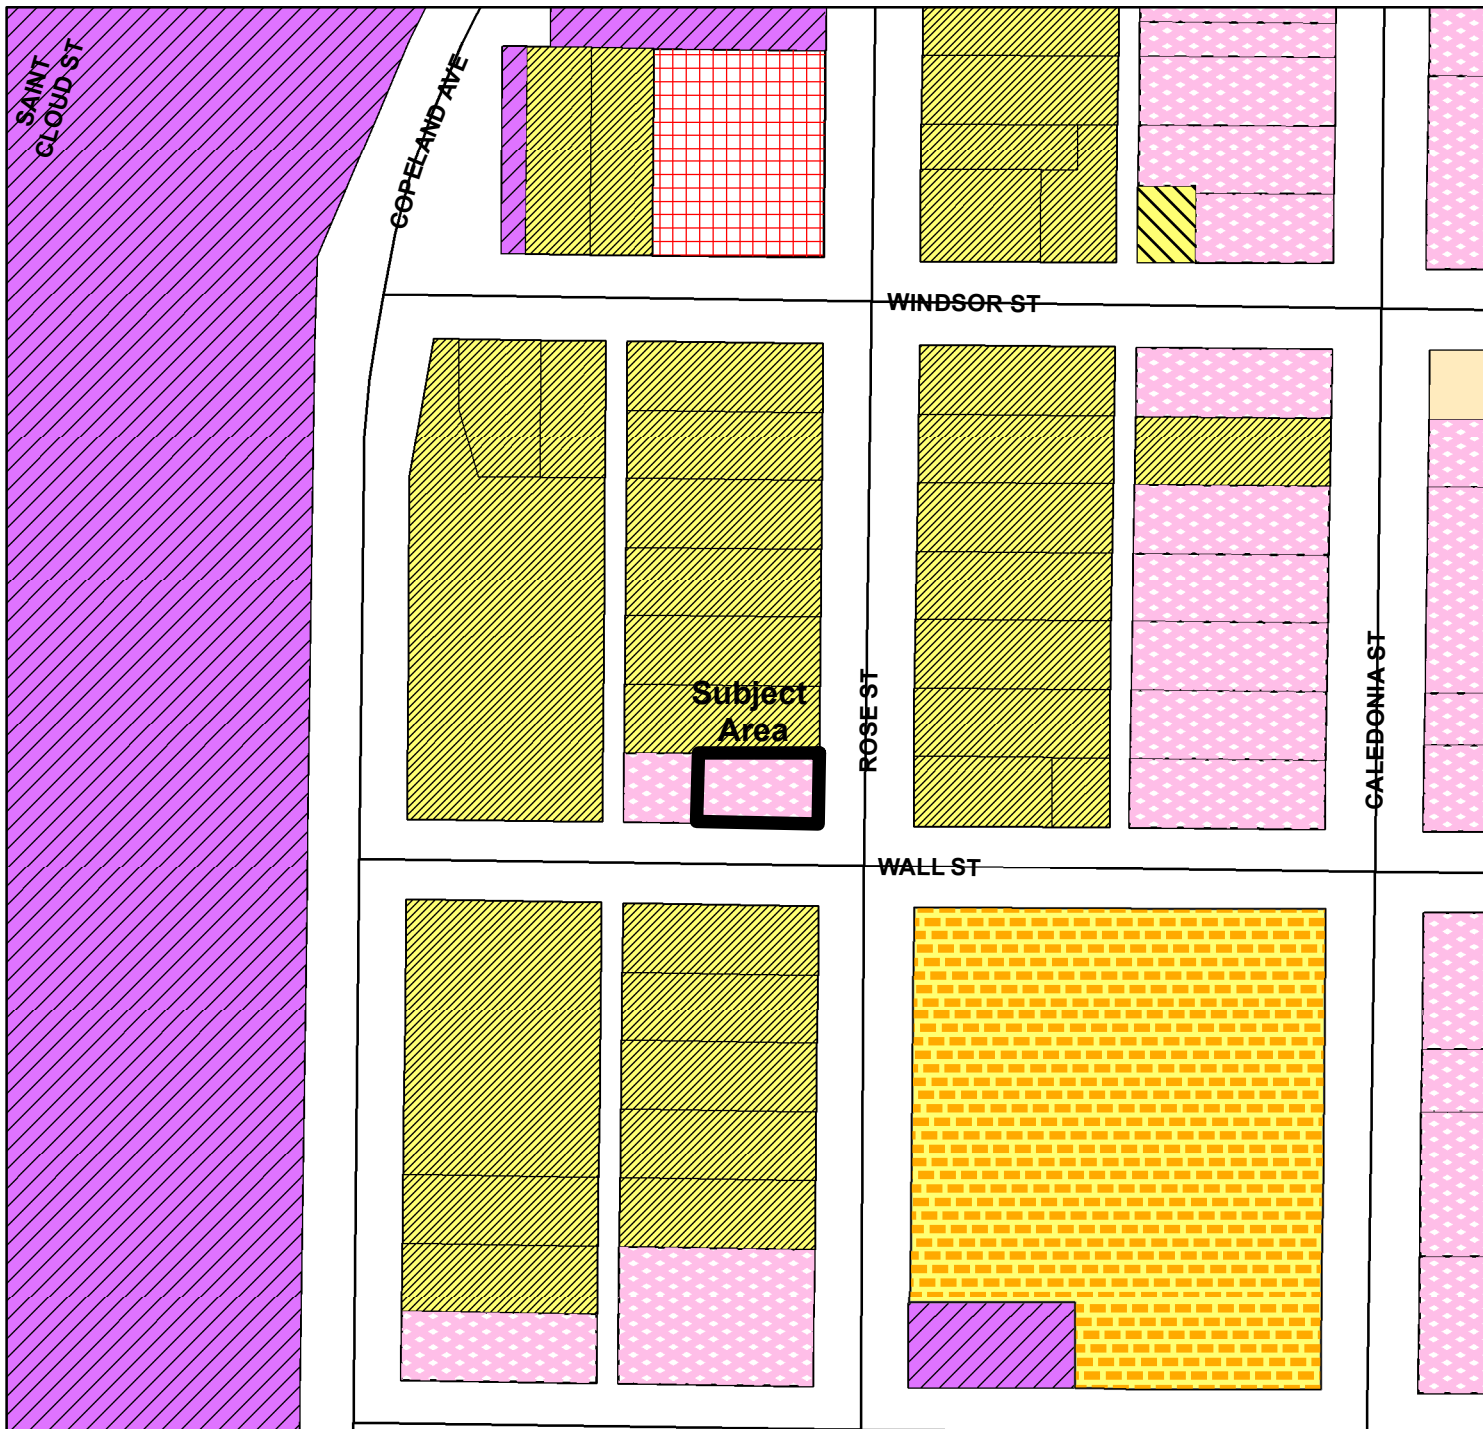 SAINT
CLOUD ST
COPELAND AVE
WINDSOR ST
Subject
Area
ROSE ST
CALEDONIA ST
WALL ST